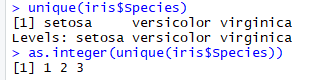 > unique(iris$Species)
[1] setosa     versicolor virginica
Levels: setosa versicolor virginica
> as.integer(unique(iris$Species))
[1] 1 2 3